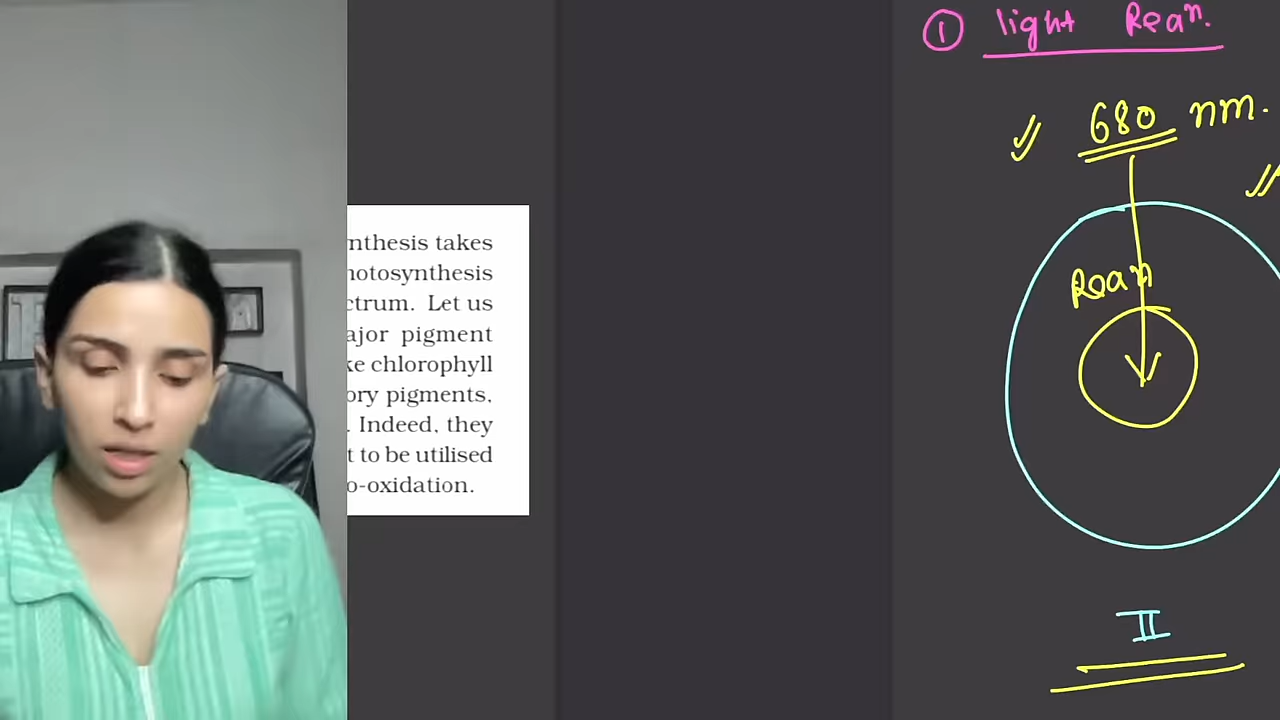 ① light Reaⁿ.
680 nm.
Reaⁿ
II
nthesis takes
hotosynthesis
ctrum. Let us
ajor pigment
ke chlorophyll
ory pigments,
. Indeed, they
t to be utilised
o-oxidation.